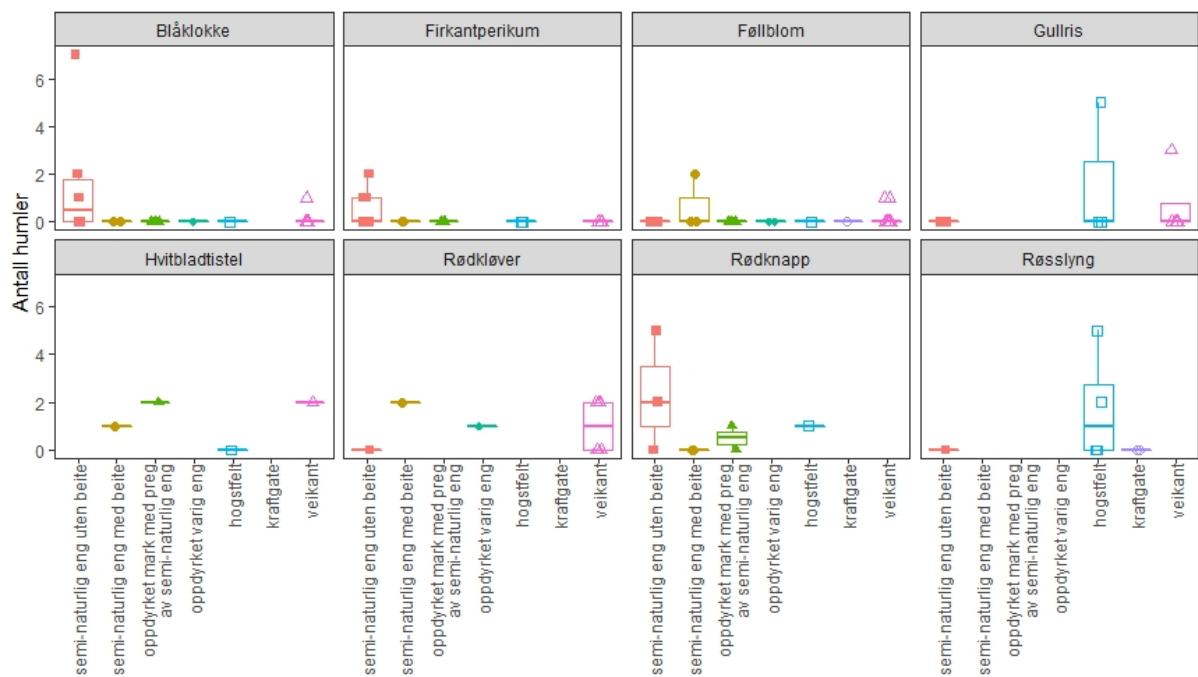 Blåklokke
Firkantperikum
Føllblom
Gullris
Antall humler
6
4
2
0
Hvitbladtistel
Rødkløver
Rødknapp
Røsslyng
6
4
2
0
semi-naturlig eng uten beite
semi-naturlig eng med beite
oppdyrket mark med preg
av semi-naturlig eng
oppdyrket varig eng
hogstfelt
kraftgate
veikant
semi-naturlig eng uten beite
semi-naturlig eng med beite
oppdyrket mark med preg
av semi-naturlig eng
oppdyrket varig eng
hogstfelt
kraftgate
veikant
semi-naturlig eng uten beite
semi-naturlig eng med beite
oppdyrket mark med preg
av semi-naturlig eng
oppdyrket varig eng
hogstfelt
kraftgate
veikant
semi-naturlig eng uten beite
semi-naturlig eng med beite
oppdyrket mark med preg
av semi-naturlig eng
oppdyrket varig eng
hogstfelt
kraftgate
veikant